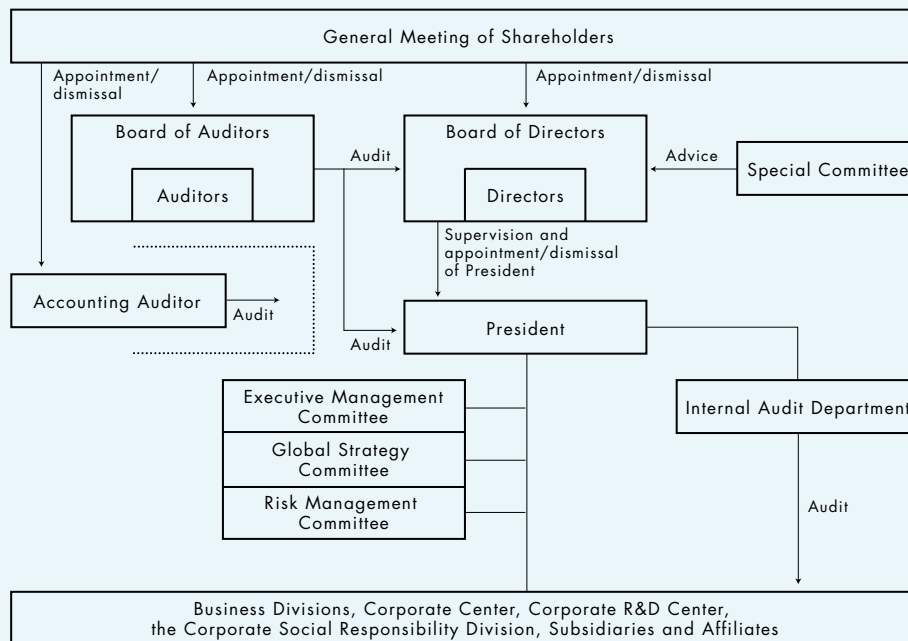 General Meeting of Shareholders
Appointment/
dismissal
Appointment/dismissal
Appointment/dismissal
Board of Auditors
Auditors
Audit
Board of Directors
Directors
Advice
Special Committee
Supervision and
appointment/dismissal
of President
Accounting Auditor
Audit
Audit
President
Executive Management
Committee
Global Strategy
Committee
Risk Management
Committee
Internal Audit Department
Audit
Business Divisions, Corporate Center, Corporate R&D Center,
the Corporate Social Responsibility Division, Subsidiaries and Affiliates